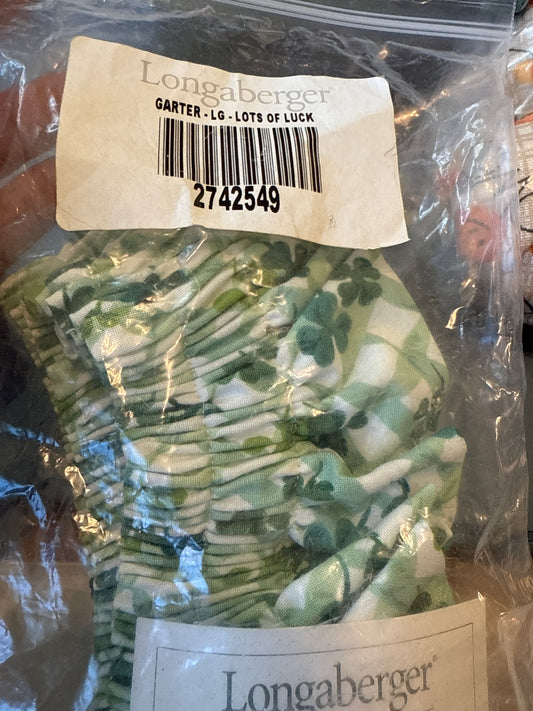 Longaberger
GARTER - LG - LOTS OF LUCK
2742549
Longaberger®